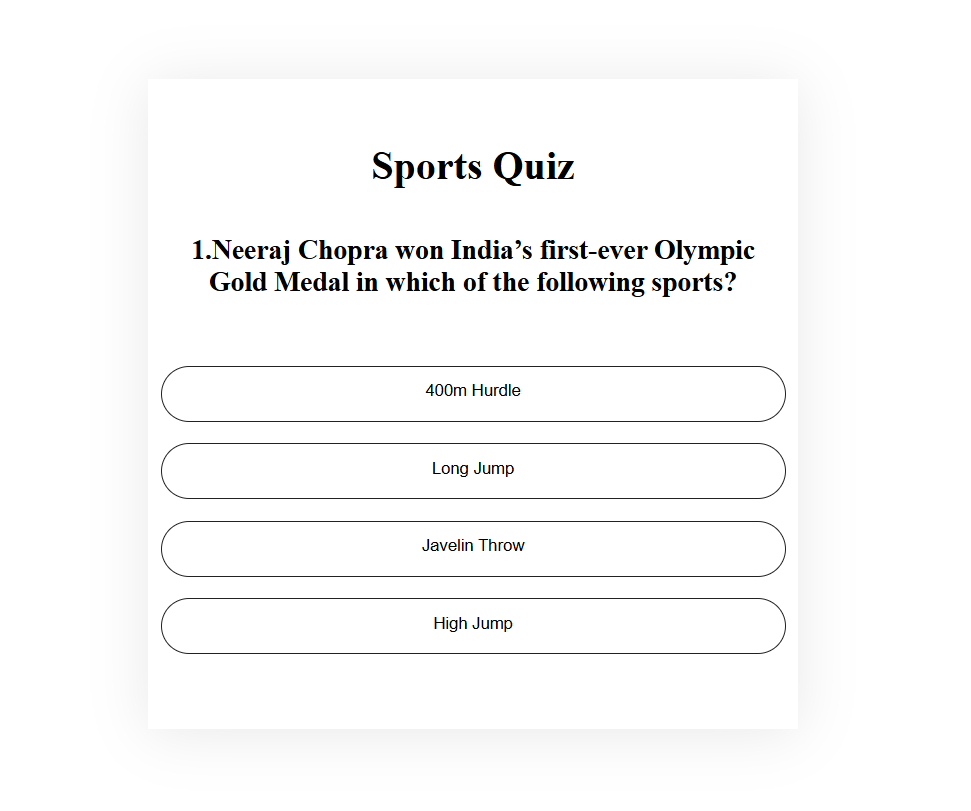 Sports Quiz
1.Neeraj Chopra won India’s first-ever Olympic
Gold Medal in which of the following sports?
400m Hurdle
Long Jump
Javelin Throw
High Jump